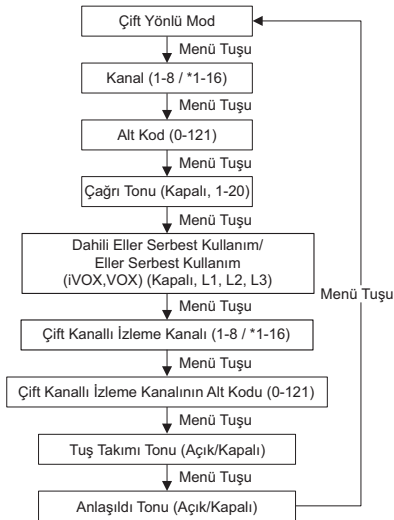 Çift Yönlü Mod
Menü Tuşu
Kanal (1-8 / *1-16)
Menü Tuşu
Alt Kod (0-121)
Menü Tuşu
Çağrı Tonu (Kapalı, 1-20)
Menü Tuşu
Dahili Eller Serbest Kullanım/
Eller Serbest Kullanım
(iVOX,VOX) (Kapalı, L1, L2, L3)
Menü Tuşu
Menü Tuşu
Çift Kanallı İzleme Kanalı (1-8 / *1-16)
Menü Tuşu
Çift Kanallı İzleme Kanalının Alt Kodu (0-121)
Menü Tuşu
Tuş Takımı Tonu (Açık/Kapalı)
Menü Tuşu
Anlaşıldı Tonu (Açık/Kapalı)